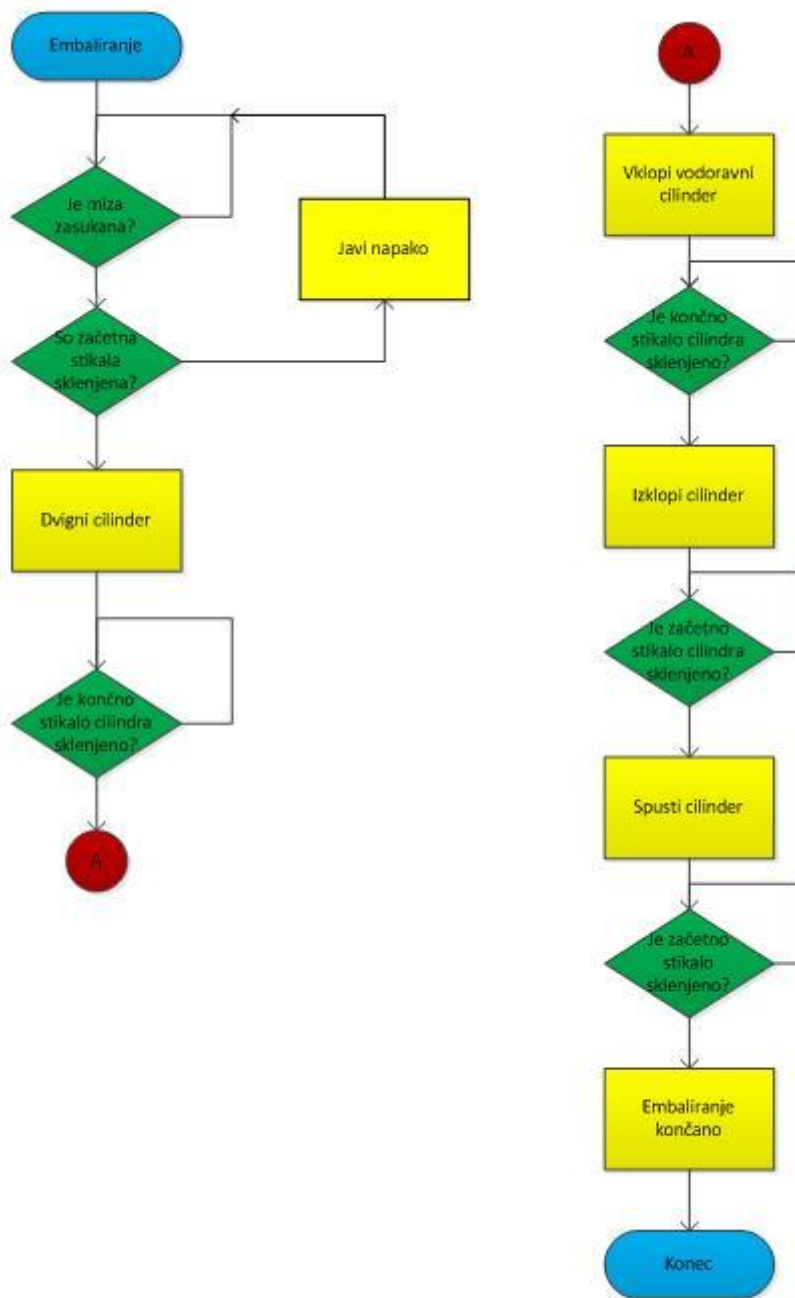 Embaliranje
Je miza
zasukana?
Javi napako
So začetna
stikala
sklenjena?
Dvigni cilinder
Je končno
stikalo cilindra
sklenjeno?
A
A
Vklopi vodoravni
cilinder
Je končno
stikalo cilindra
sklenjeno?
Izklopi cilinder
Je začetno
stikalo cilindra
sklenjeno?
Spusti cilinder
Je začetno
stikalo
sklenjeno?
Embaliranje
končano
Konec